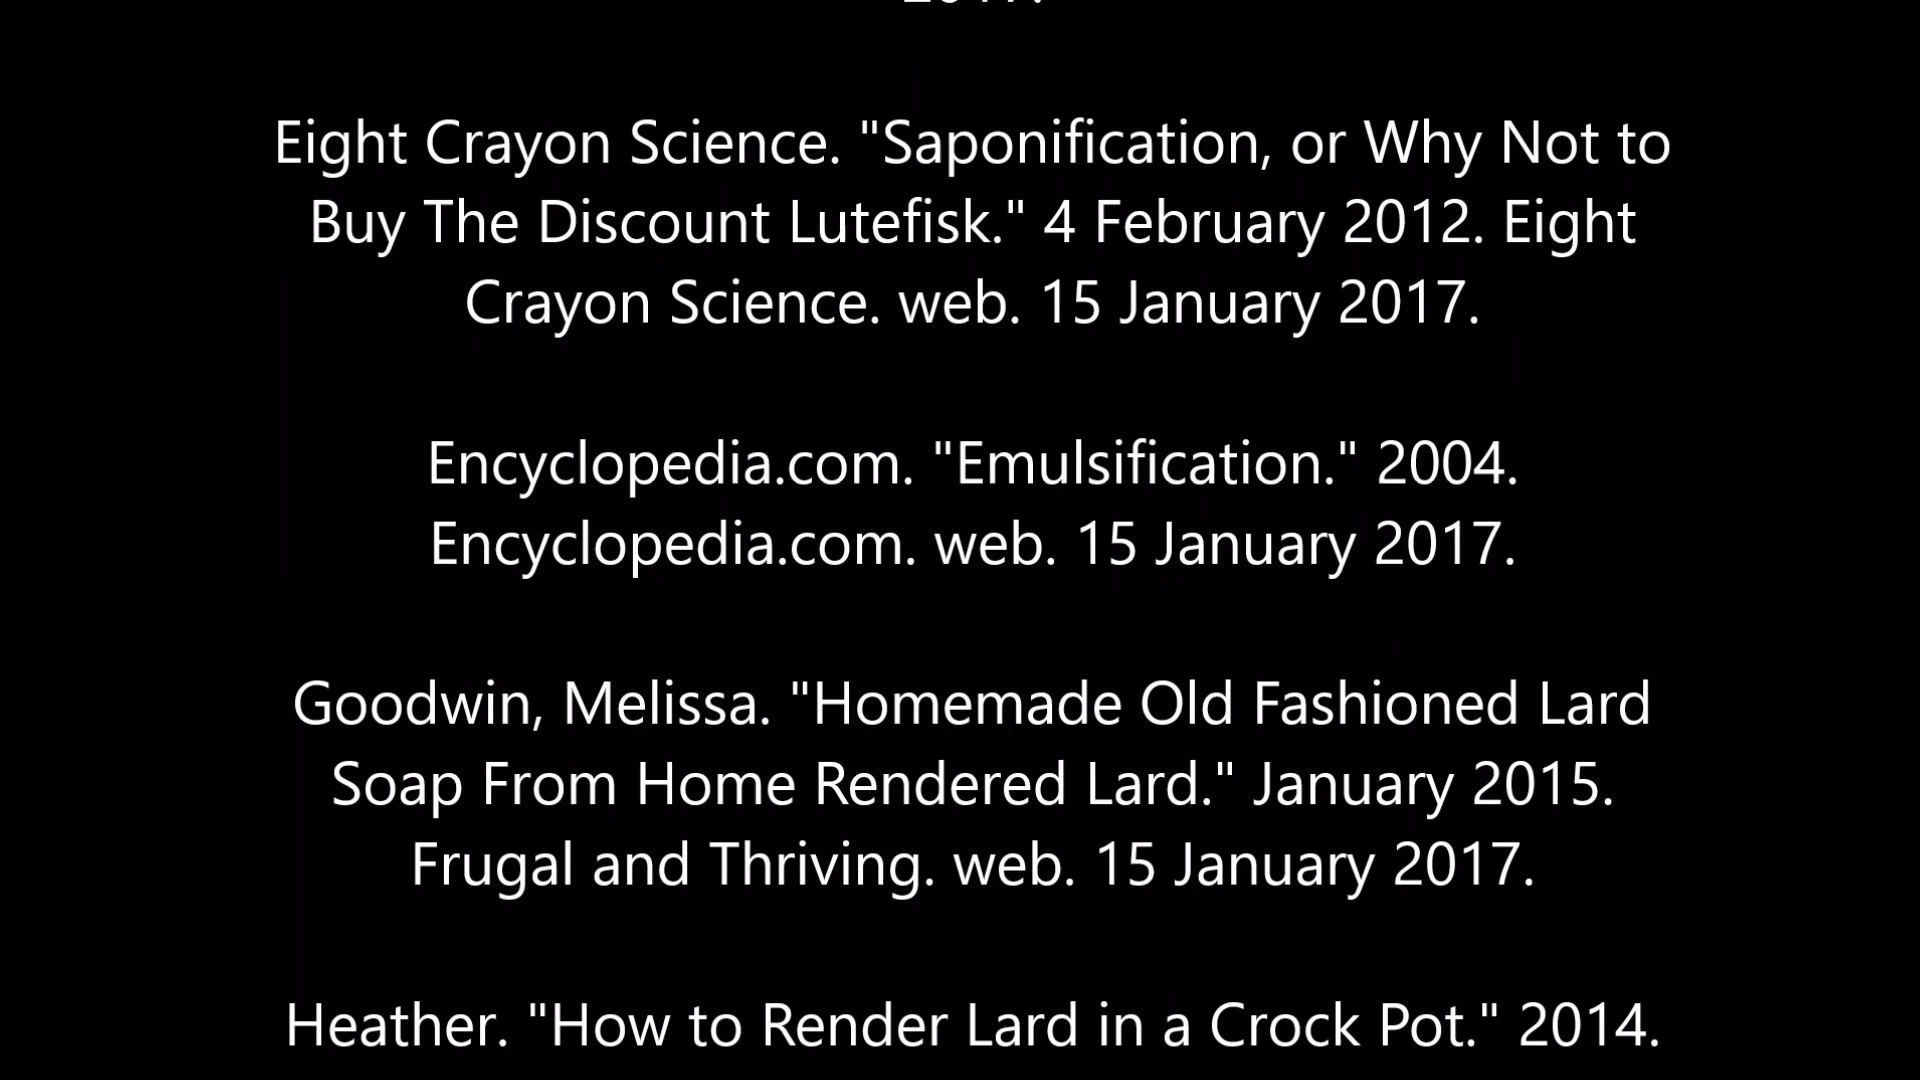 2017.
Eight Crayon Science. "Saponification, or Why Not to
Buy The Discount Lutefisk." 4 February 2012. Eight
Crayon Science. web. 15 January 2017.
Encyclopedia.com. "Emulsification." 2004.
Encyclopedia.com. web. 15 January 2017.
Goodwin, Melissa. "Homemade Old Fashioned Lard
Soap From Home Rendered Lard." January 2015.
Frugal and Thriving. web. 15 January 2017.
Heather. "How to Render Lard in a Crock Pot." 2014.